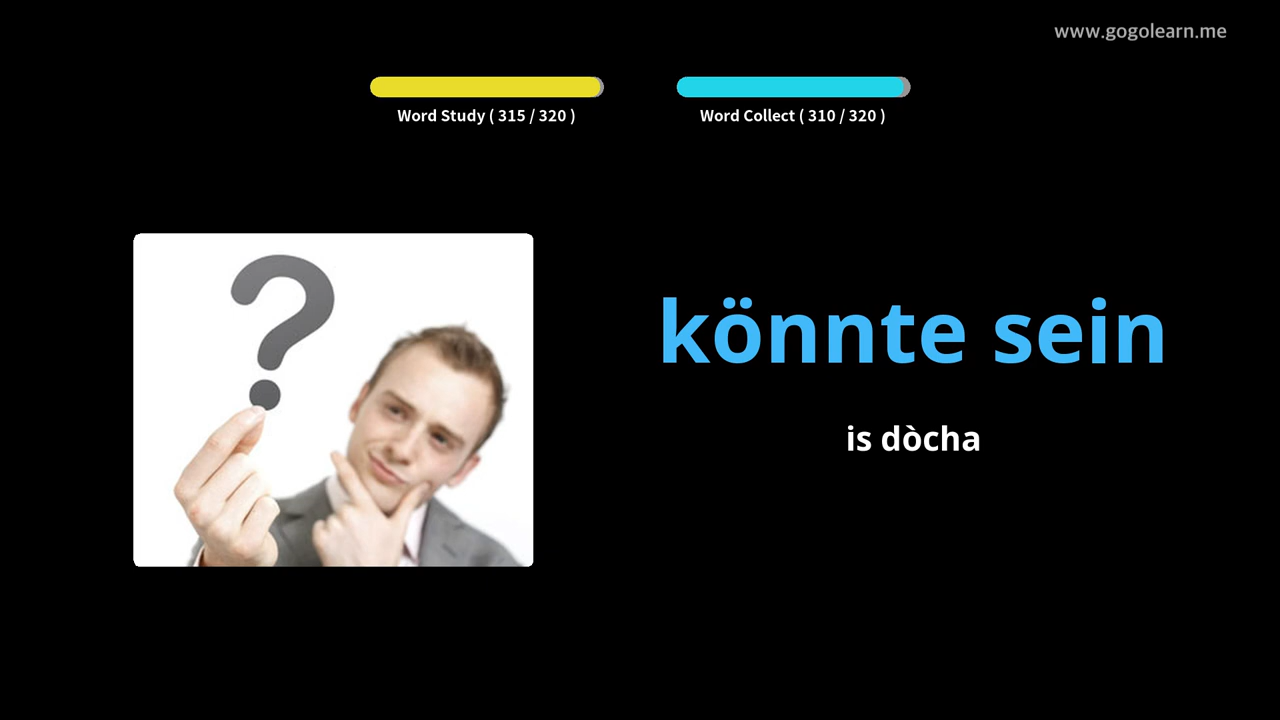 www.gogolearn.me
Word Study ( 315 / 320 )
Word Collect ( 310 / 320 )
könnte sein
is dòcha